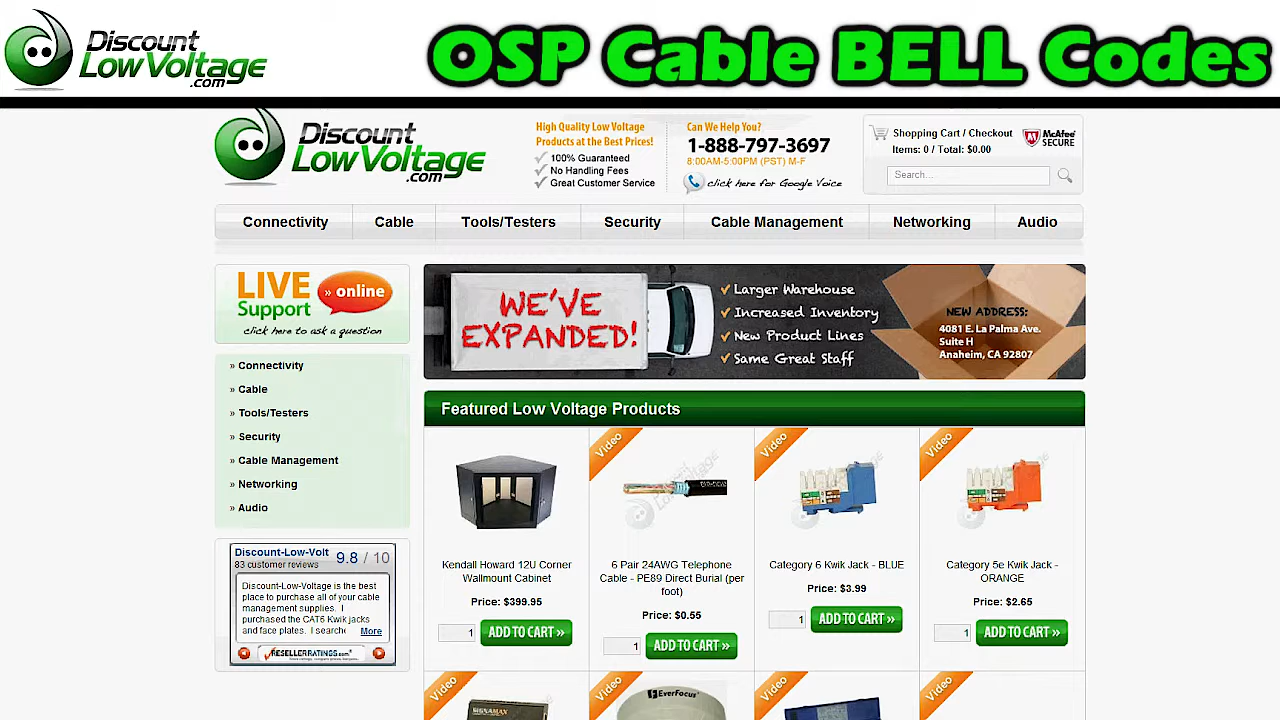 Discount
LowVoltage
.com
OSP Cable BELL Codes
Discount
LowVoltage
.com
High Quality Low Voltage
Products at the Best Prices!
100% Guaranteed
No Handling Fees
Great Customer Service
Can We Help You?
1-888-797-3697
8:00AM-5:00PM (PST) M-F
click here for Google Voice
Shopping Cart / Checkout
Items: 0 / Total: $0.00
McAfee
SECURE
Search...
Connectivity
Cable
Tools/Testers
Security
Cable Management
Networking
Audio
LIVE
Support
» online
click here to ask a question
WE'VE
EXPANDED!
Larger Warehouse
Increased Inventory
New Product Lines
Same Great Staff
NEW ADDRESS:
4081 E. La Palma Ave.
Suite H
Anaheim, CA 92807
» Connectivity
» Cable
» Tools/Testers
» Security
» Cable Management
» Networking
» Audio
Discount-Low-Volt
83 customer reviews
9.8 / 10
Discount-Low-Voltage is the best
place to purchase all of your cable
management supplies. I
purchased the CAT6 Kwik jacks
and face plates. I searche
More
RESELLERRATINGS.com
Featured Low Voltage Products
Kendall Howard 12U Corner
Wallmount Cabinet
Price: $399.95
1
ADD TO CART »
Video
6 Pair 24AWG Telephone
Cable - PE89 Direct Burial (per
foot)
Price: $0.55
1
ADD TO CART »
Video
Category 6 Kwik Jack - BLUE
Price: $3.99
1
ADD TO CART »
Video
Category 5e Kwik Jack -
ORANGE
Price: $2.65
1
ADD TO CART »
Video
SIGNAMAX
Video
EverFocus
Video
Video